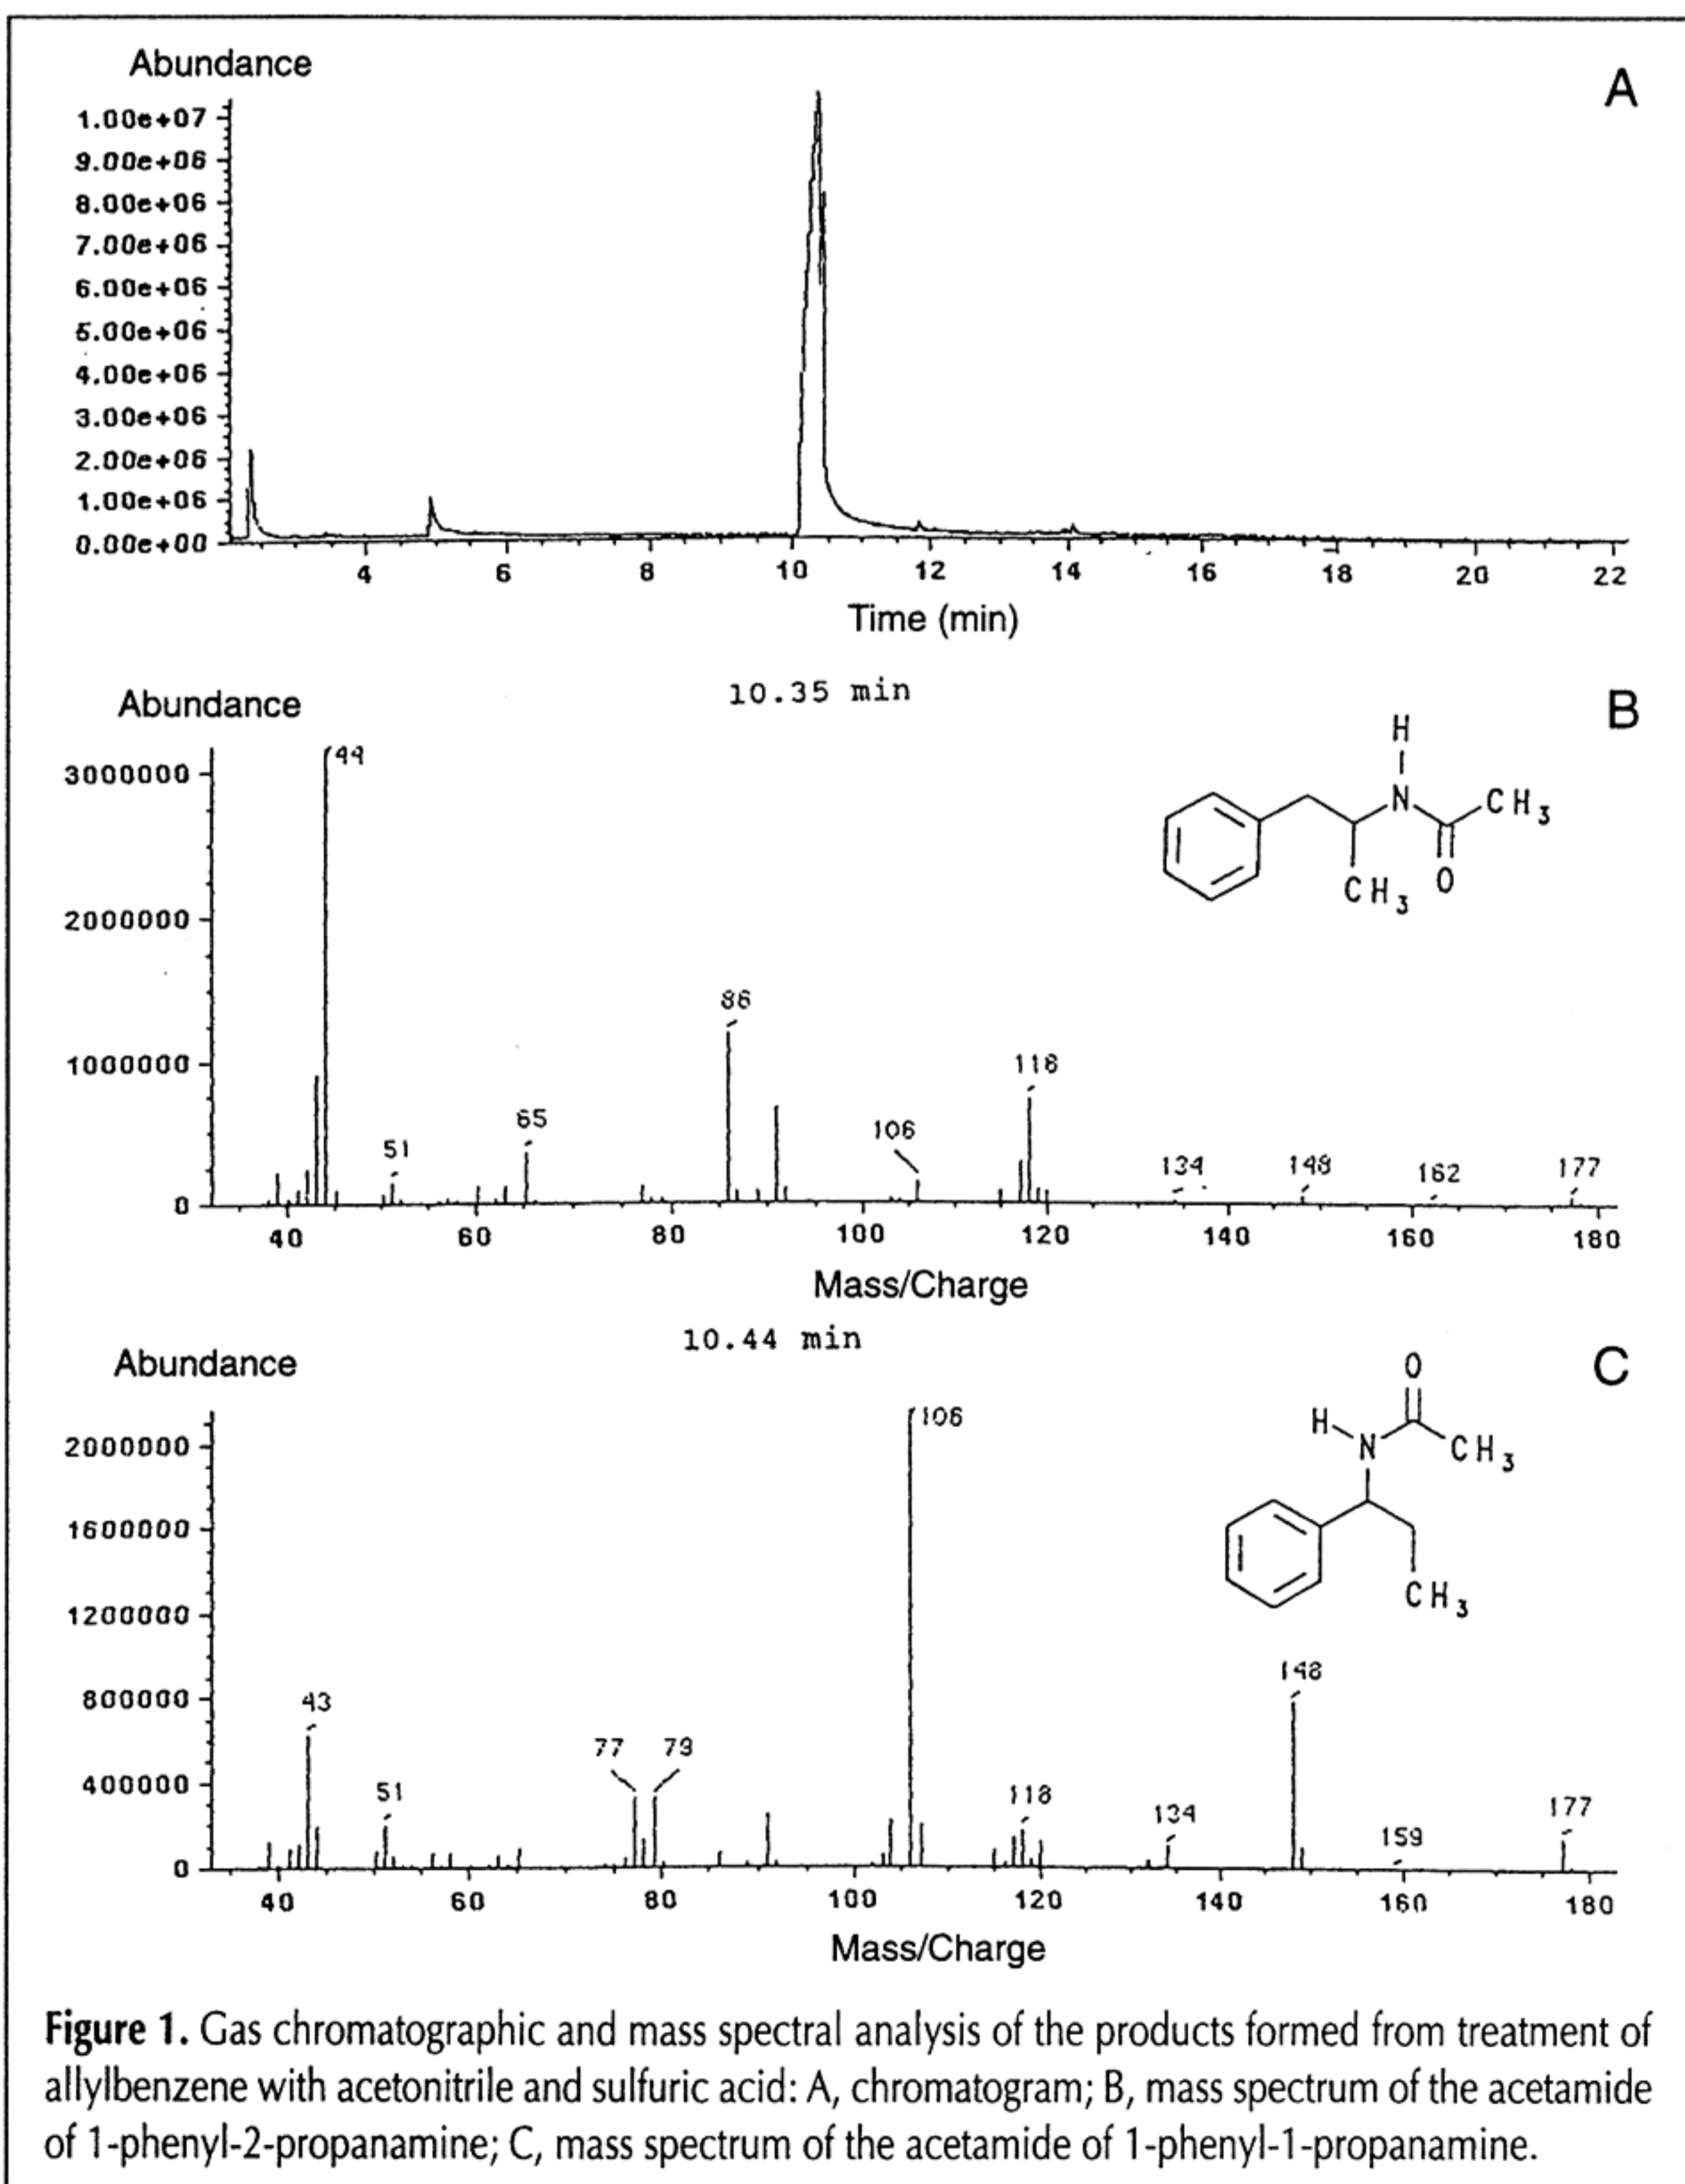 Abundance
A
1.00e+07
9.00e+06
8.00e+06
7.00e+06
6.00e+06
5.00e+06
4.00e+06
3.00e+06
2.00e+06
1.00e+06
0.00e+00
4 6 8 10 12 14 16 18 20 22
Time (min)
10.35 min
Abundance
B
3000000
2000000
1000000
0
44
51
65
86
106
118
134
148
162
177
H
N
CH3
CH3
O
40 60 80 100 120 140 160 180
Mass/Charge
10.44 min
Abundance
C
2000000
1600000
1200000
800000
400000
0
43
51
77
79
106
118
134
148
159
177
O
H
N
CH3
CH3
40 60 80 100 120 140 160 180
Mass/Charge
Figure 1. Gas chromatographic and mass spectral analysis of the products formed from treatment of
allylbenzene with acetonitrile and sulfuric acid: A, chromatogram; B, mass spectrum of the acetamide
of 1-phenyl-2-propanamine; C, mass spectrum of the acetamide of 1-phenyl-1-propanamine.